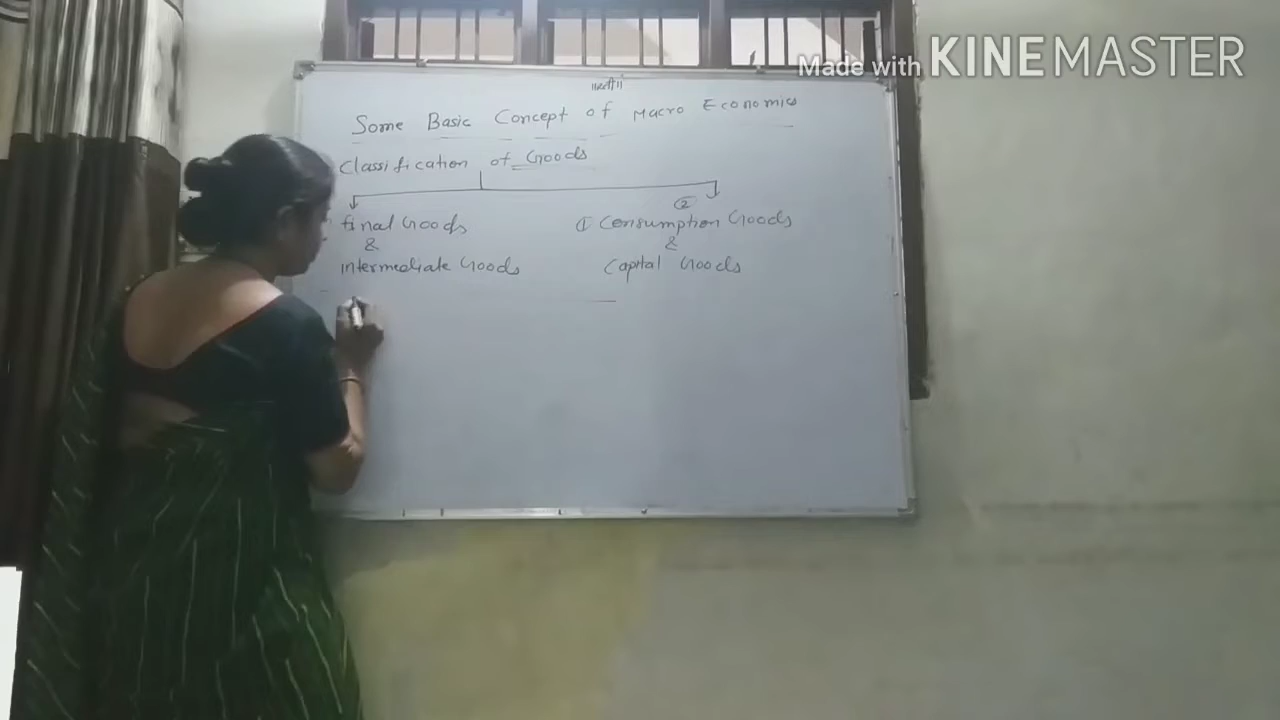 Made with KINEMASTER
Some Basic Concept of Macro Economics
Classification of Goods
②
final Goods ① Consumption Goods
& &
Intermediate Goods Capital Goods